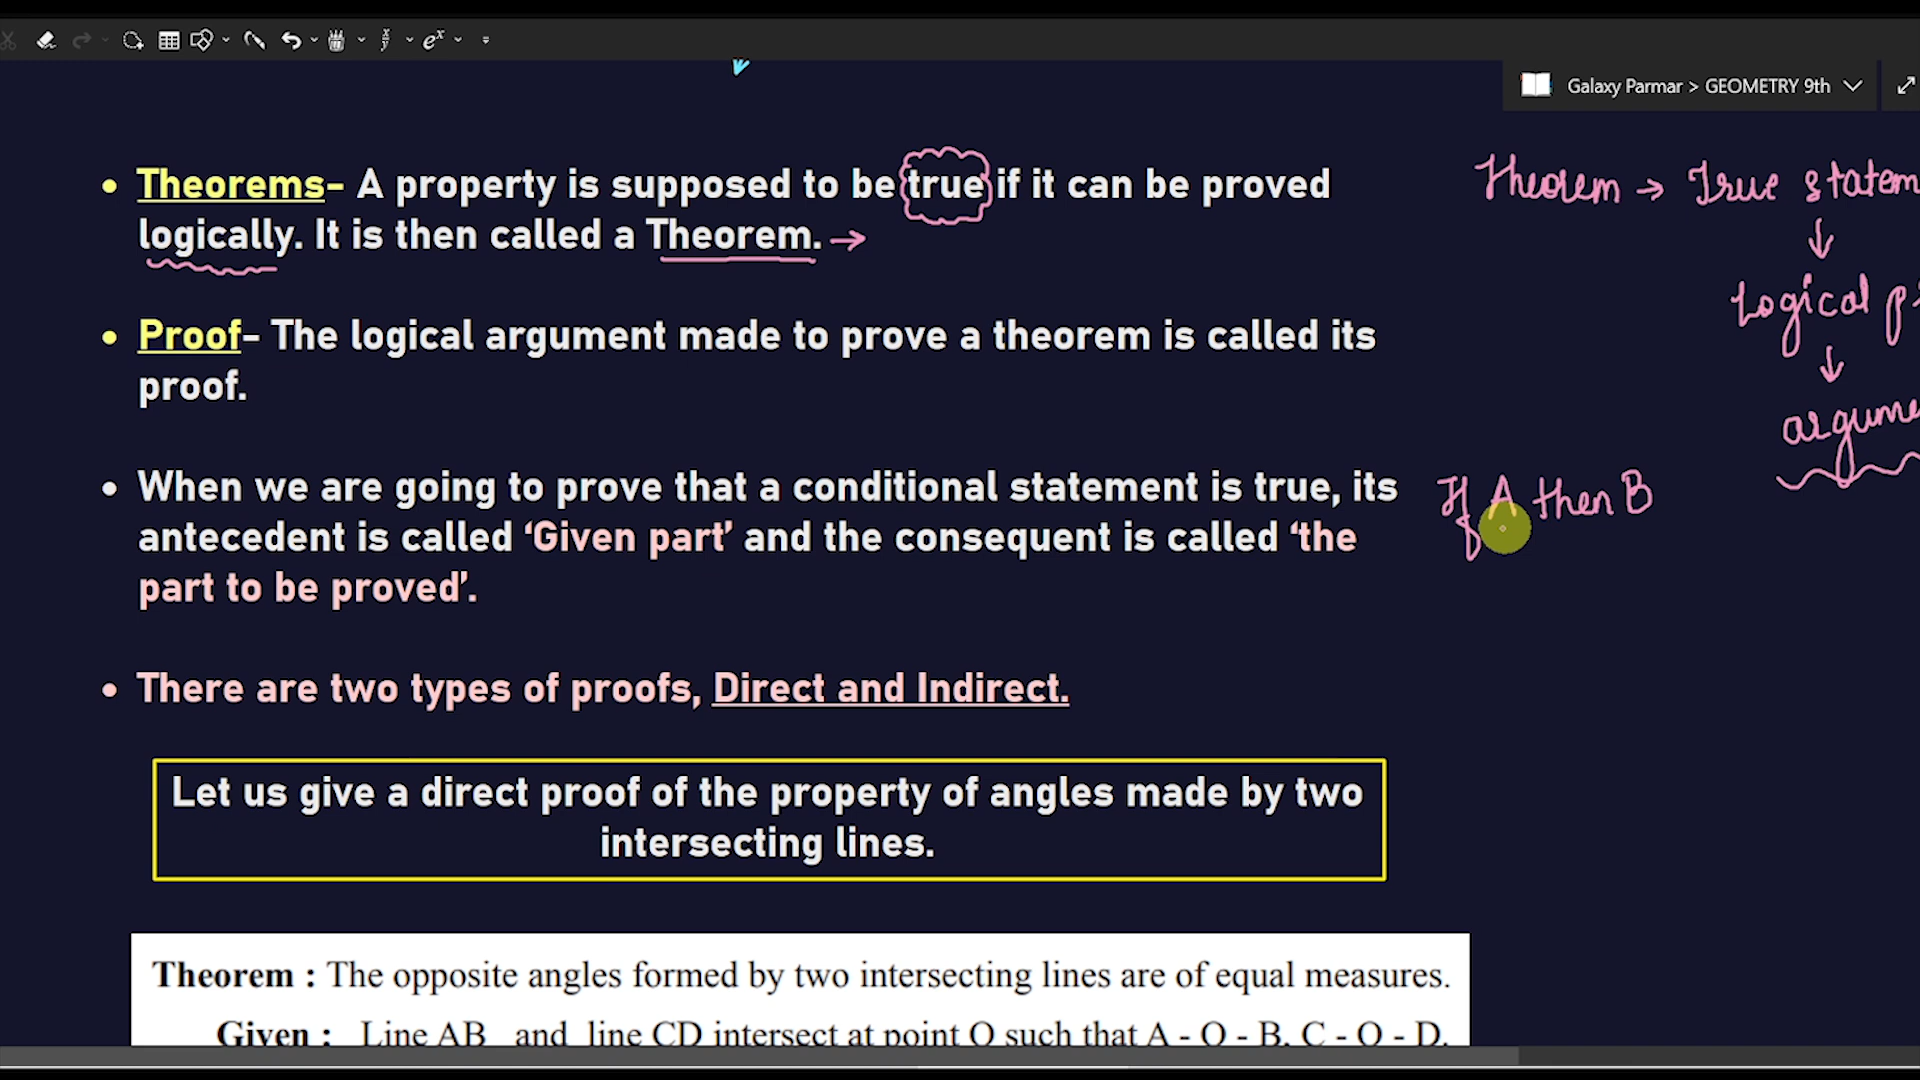 Galaxy Parmar > GEOMETRY 9th
• Theorems- A property is supposed to be true if it can be proved
logically. It is then called a Theorem. →
Theorem → True statem
↓
Logical
↓
argume
• Proof- The logical argument made to prove a theorem is called its
proof.
• When we are going to prove that a conditional statement is true, its
antecedent is called ‘Given part’ and the consequent is called ‘the
part to be proved’.
If A then B
• There are two types of proofs, Direct and Indirect.
Let us give a direct proof of the property of angles made by two
intersecting lines.
Theorem : The opposite angles formed by two intersecting lines are of equal measures.
Given : Line AB and line CD intersect at point O such that A - O - B, C - O - D.